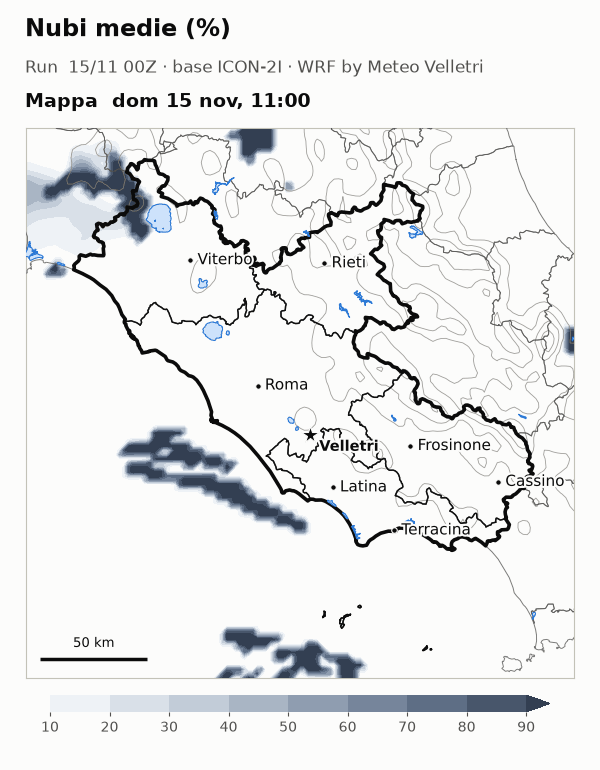 Nubi medie (%)
Run 15/11 00Z · base ICON-2I · WRF by Meteo Velletri
Mappa dom 15 nov, 11:00
Viterbo
Rieti
Roma
Velletri
Frosinone
Latina
Cassino
Terracina
50 km
10 20 30 40 50 60 70 80 90